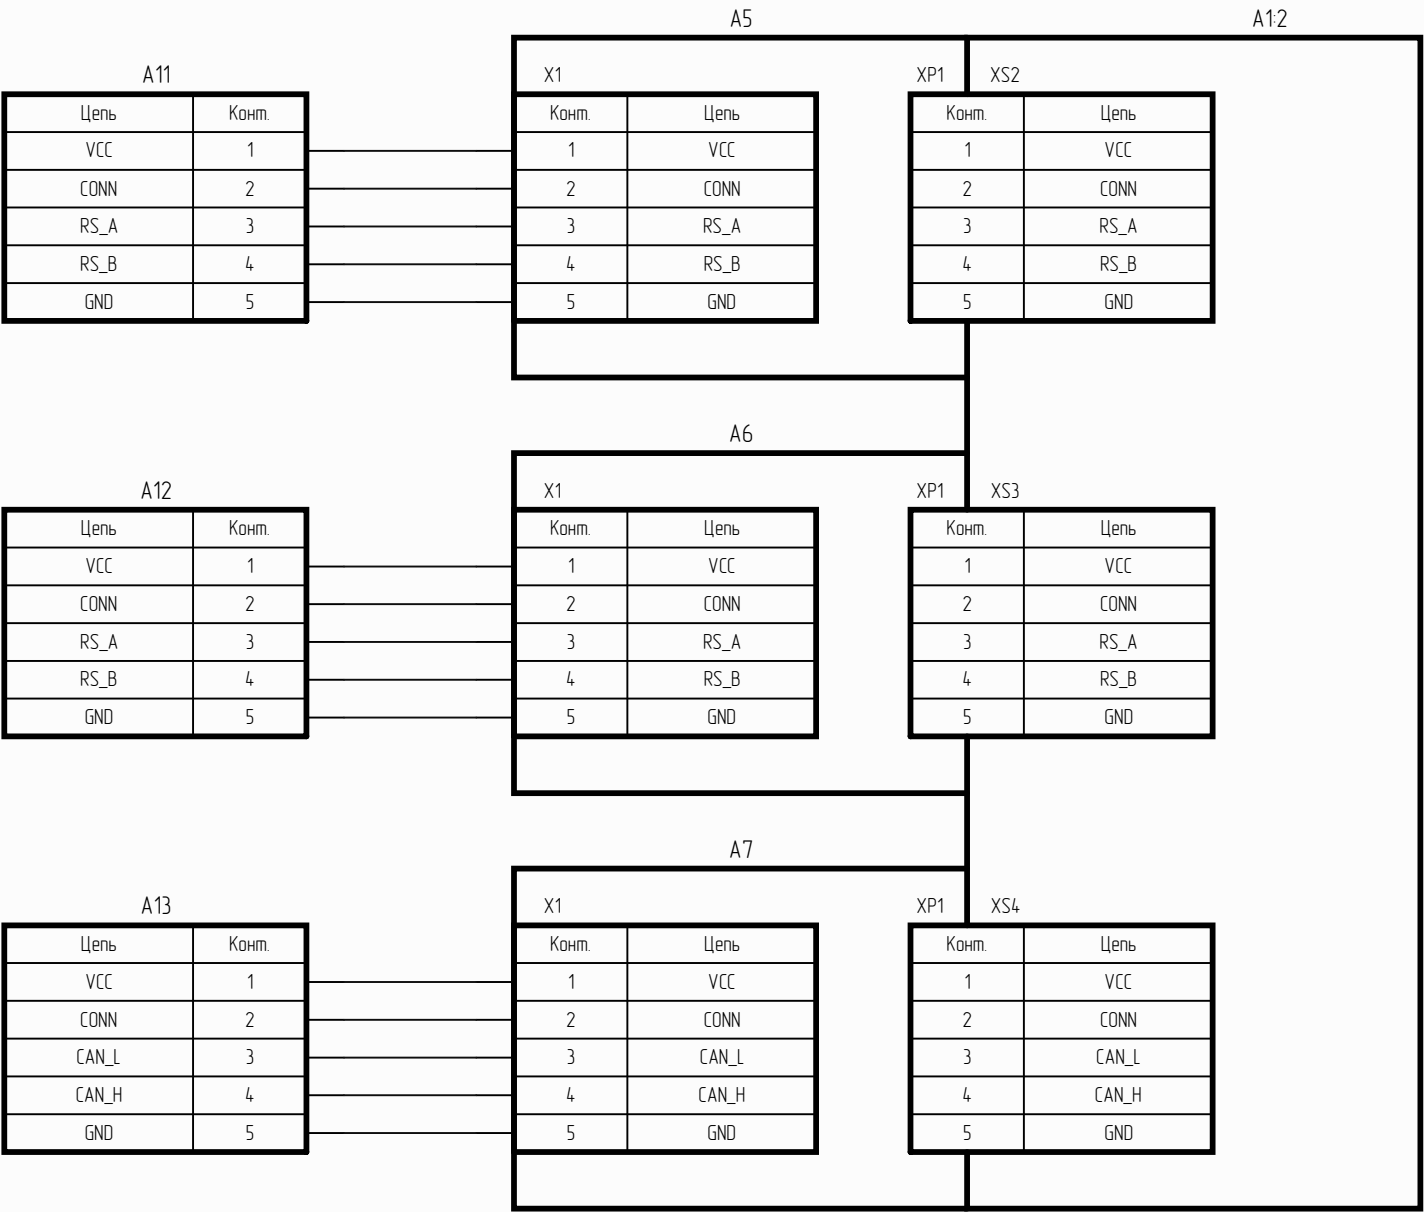 A5 A1:2
A11 X1 XP1 XS2
Цепь Конт. Конт. Цепь Конт. Цепь
VCC 1 1 VCC 1 VCC
CONN 2 2 CONN 2 CONN
RS_A 3 3 RS_A 3 RS_A
RS_B 4 4 RS_B 4 RS_B
GND 5 5 GND 5 GND
A6
A12 X1 XP1 XS3
Цепь Конт. Конт. Цепь Конт. Цепь
VCC 1 1 VCC 1 VCC
CONN 2 2 CONN 2 CONN
RS_A 3 3 RS_A 3 RS_A
RS_B 4 4 RS_B 4 RS_B
GND 5 5 GND 5 GND
A7
A13 X1 XP1 XS4
Цепь Конт. Конт. Цепь Конт. Цепь
VCC 1 1 VCC 1 VCC
CONN 2 2 CONN 2 CONN
CAN_L 3 3 CAN_L 3 CAN_L
CAN_H 4 4 CAN_H 4 CAN_H
GND 5 5 GND 5 GND